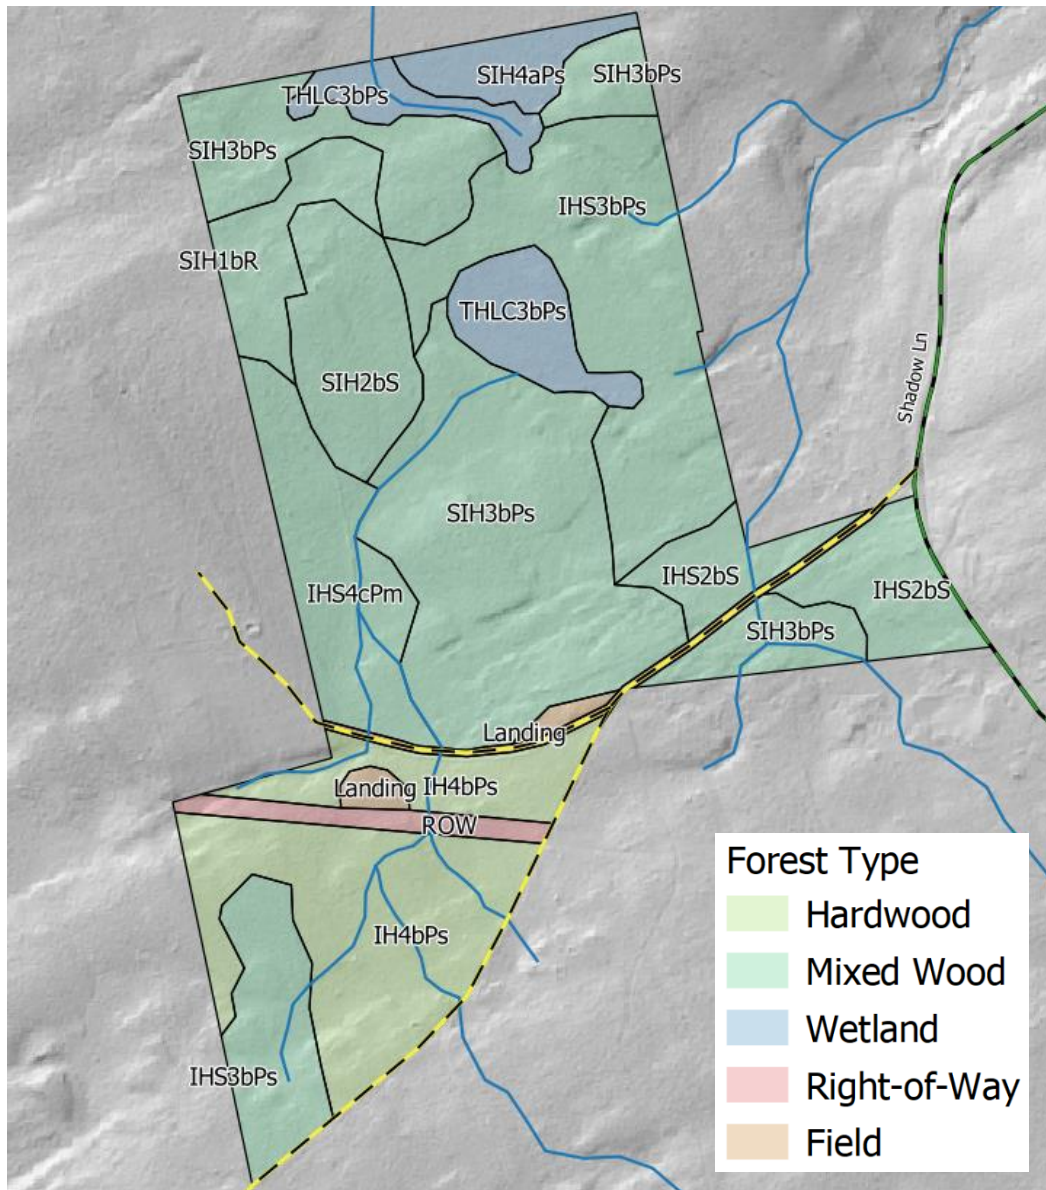 SIH4aPs
SIH3bPs
THLC3bPs
SIH3bPs
IHS3bPs
SIH1bR
THLC3bPs
SIH2bS
Shadow Ln
SIH3bPs
IHS2bS
IHS2bS
IHS4cPm
SIH3bPs
Landing
Landing
IH4bPs
ROW
IH4bPs
IHS3bPs
Forest Type
Hardwood
Mixed Wood
Wetland
Right-of-Way
Field